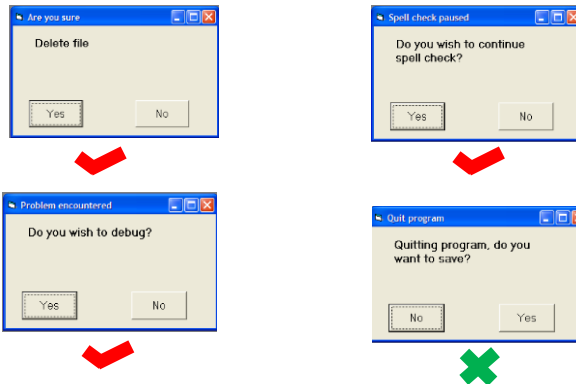 Are you sure
Delete file
Yes No
Spell check paused
Do you wish to continue
spell check?
Yes No
Problem encountered
Do you wish to debug?
Yes No
Quit program
Quitting program, do you
want to save?
No Yes